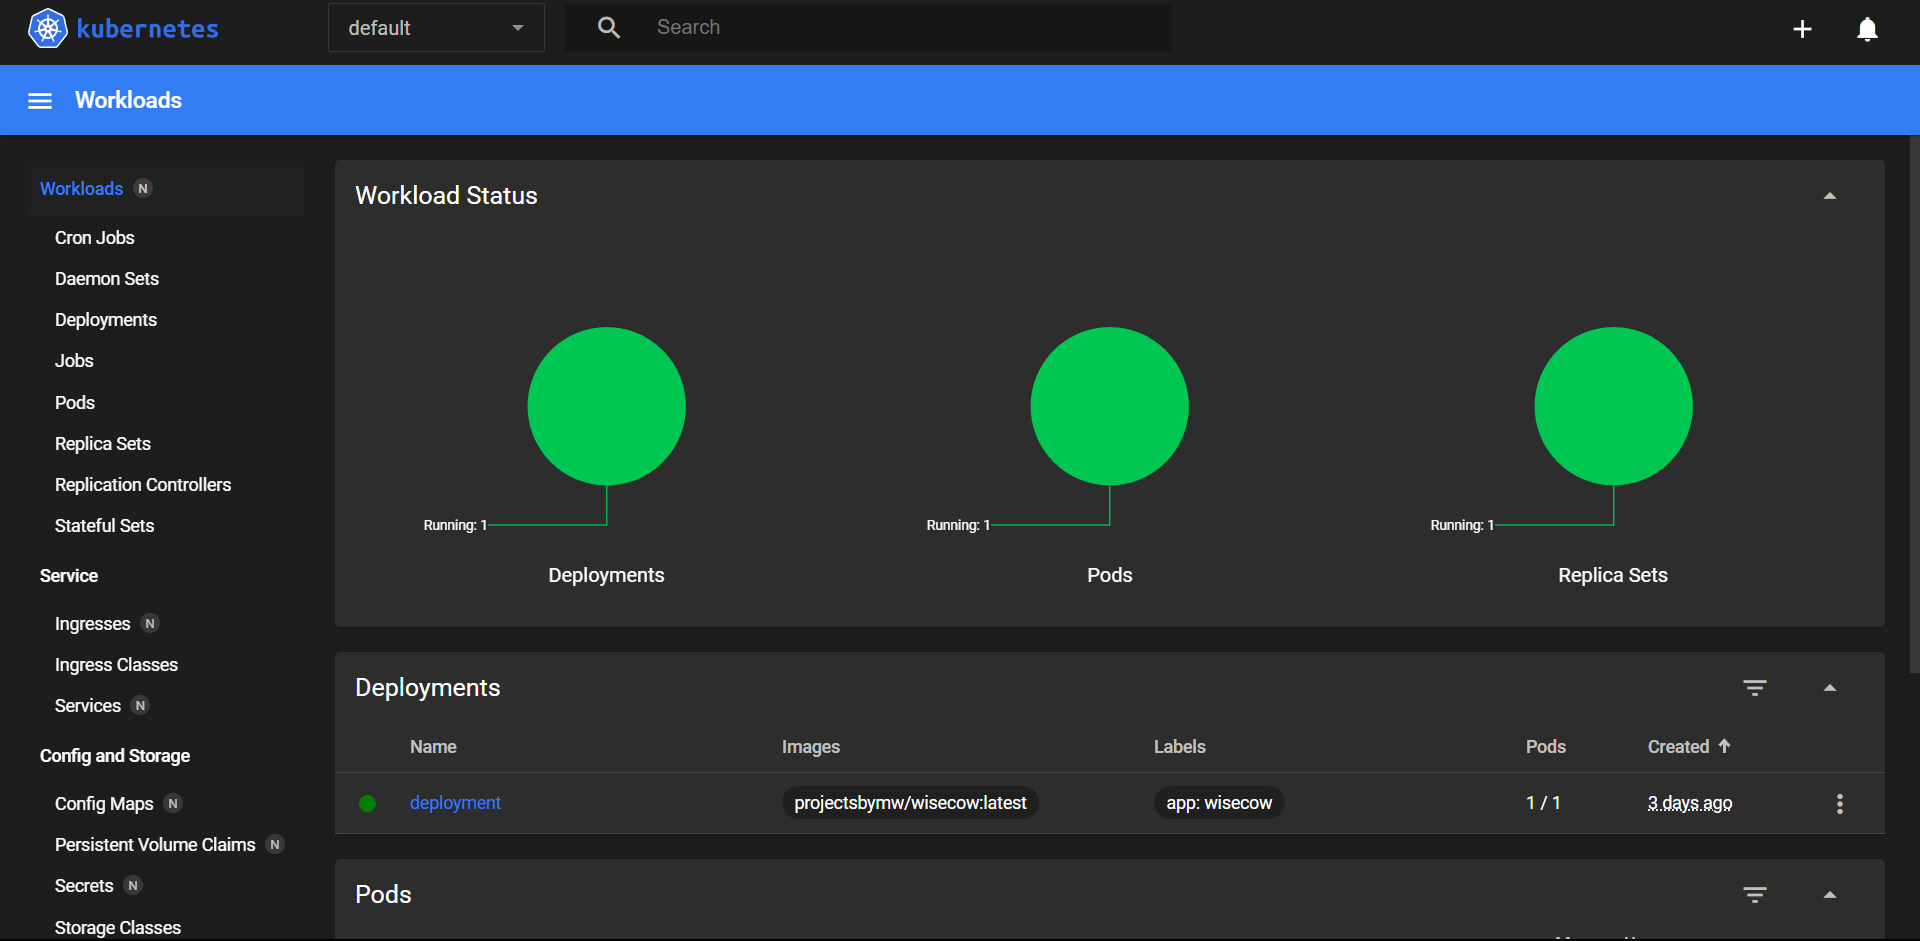 kubernetes
default
Search
Workloads
Workloads N
Cron Jobs
Daemon Sets
Deployments
Jobs
Pods
Replica Sets
Replication Controllers
Stateful Sets
Service
Ingresses N
Ingress Classes
Services N
Config and Storage
Config Maps N
Persistent Volume Claims N
Secrets N
Storage Classes
Workload Status
Running: 1
Deployments
Running: 1
Pods
Running: 1
Replica Sets
Deployments
Name Images Labels Pods Created
deployment projectsbymw/wisecow:latest app: wisecow 1 / 1 3 days ago
Pods